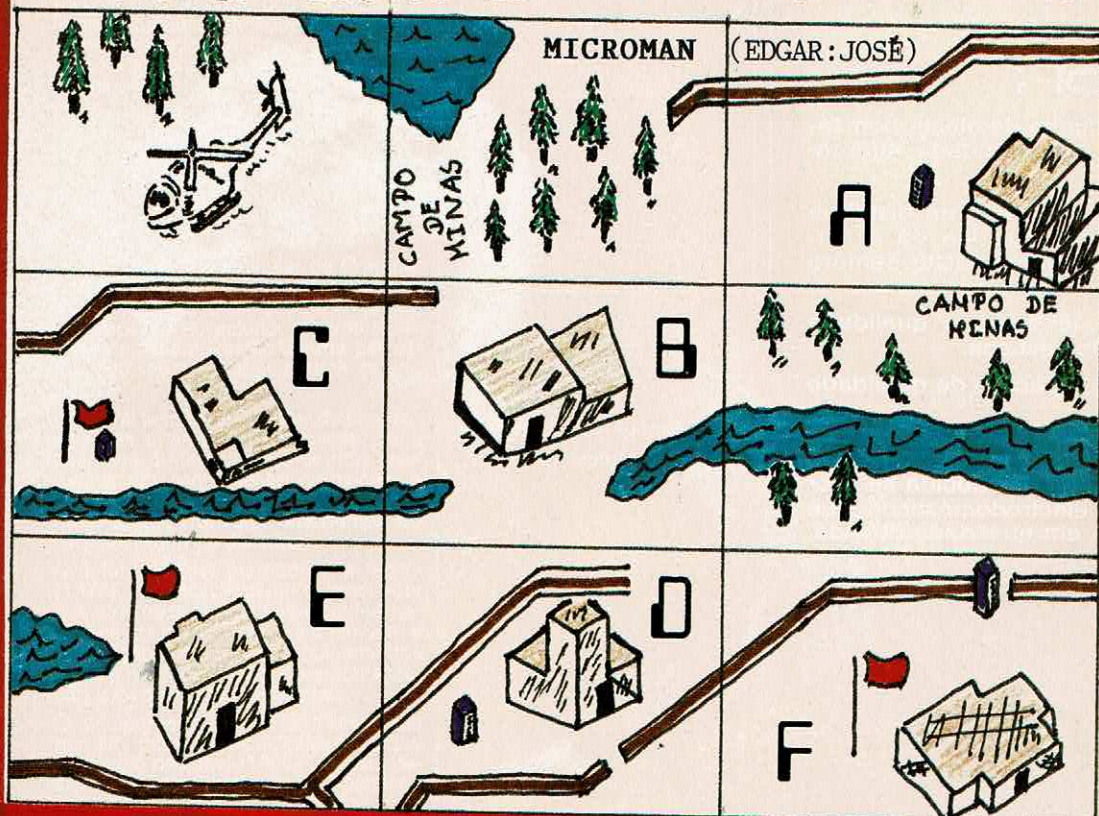 MICROMAN (EDGAR:JOSÉ)
CAMPO
DE
MINAS
A
C
B
CAMPO DE
MINAS
E
D
F